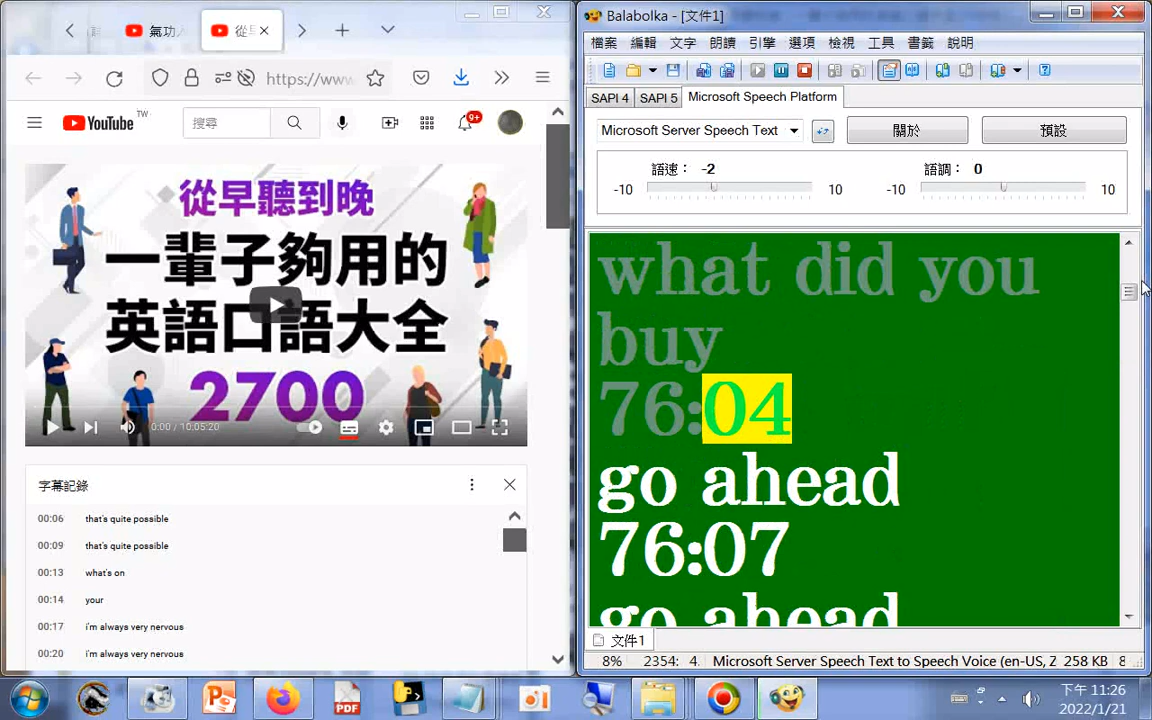 氣功
從
https://www
YouTube TW
搜尋
9+
從早聽到晚
一輩子夠用的
英語口語大全
2700
0:00 / 10:05:20
字幕記錄
00:06 that's quite possible
00:09 that's quite possible
00:13 what's on
00:14 your
00:17 i'm always very nervous
00:20 i'm always very nervous
Balabolka - [文件1]
檔案 編輯 文字 朗讀 引擎 選項 檢視 工具 書籤 說明
SAPI 4 SAPI 5 Microsoft Speech Platform
Microsoft Server Speech Text 關於 預設
語速： -2 語調： 0
-10 10 -10 10
what did you
buy
76:04
go ahead
76:07
go ahead
文件1
8% 2354: 4. Microsoft Server Speech Text to Speech Voice (en-US, Z 258 KB 8
PDF
下午 11:26
2022/1/21